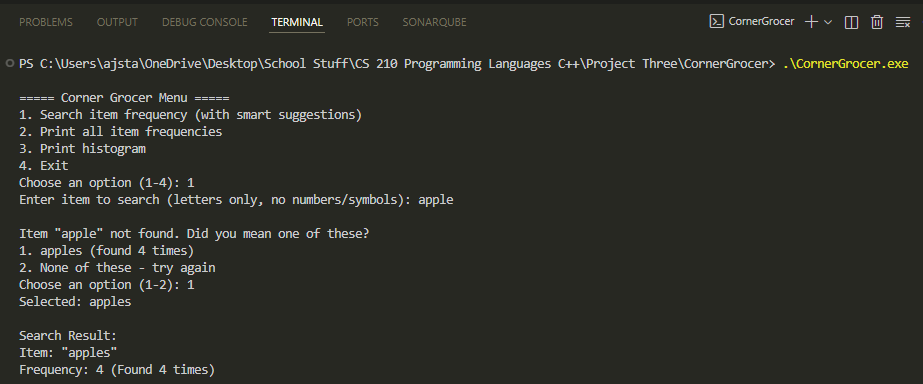 PROBLEMS OUTPUT DEBUG CONSOLE TERMINAL PORTS SONARQUBE CornerGrocer
PS C:\Users\ajsta\OneDrive\Desktop\School Stuff\CS 210 Programming Languages C++\Project Three\CornerGrocer> .\CornerGrocer.exe
===== Corner Grocer Menu =====
1. Search item frequency (with smart suggestions)
2. Print all item frequencies
3. Print histogram
4. Exit
Choose an option (1-4): 1
Enter item to search (letters only, no numbers/symbols): apple
Item "apple" not found. Did you mean one of these?
1. apples (found 4 times)
2. None of these - try again
Choose an option (1-2): 1
Selected: apples
Search Result:
Item: "apples"
Frequency: 4 (Found 4 times)